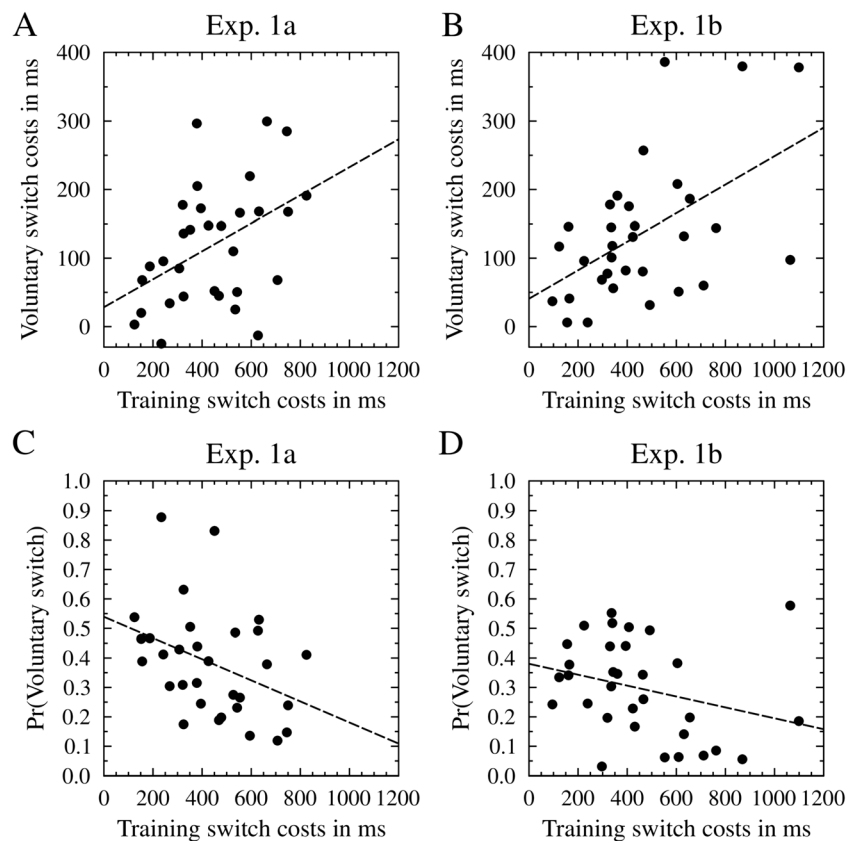 A
Exp. 1a
Voluntary switch costs in ms
400
300
200
100
0
0 200 400 600 800 1000 1200
Training switch costs in ms
B
Exp. 1b
Voluntary switch costs in ms
400
300
200
100
0
0 200 400 600 800 1000 1200
Training switch costs in ms
C
Exp. 1a
Pr(Voluntary switch)
1.0
0.9
0.8
0.7
0.6
0.5
0.4
0.3
0.2
0.1
0.0
0 200 400 600 800 1000 1200
Training switch costs in ms
D
Exp. 1b
Pr(Voluntary switch)
1.0
0.9
0.8
0.7
0.6
0.5
0.4
0.3
0.2
0.1
0.0
0 200 400 600 800 1000 1200
Training switch costs in ms